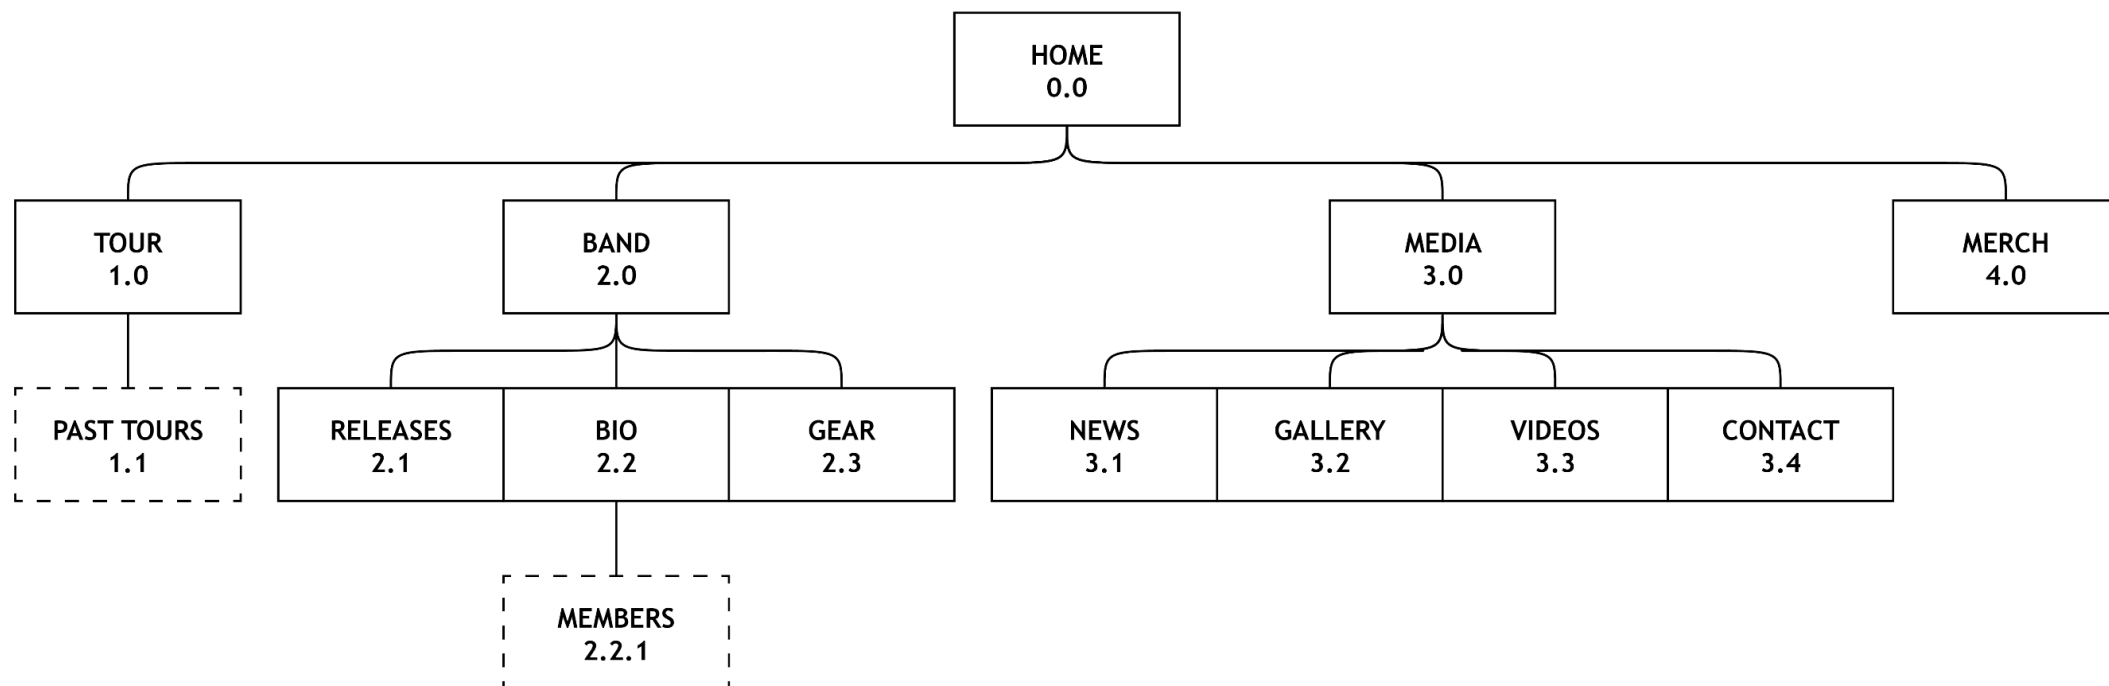 HOME
0.0
TOUR
1.0
BAND
2.0
MEDIA
3.0
MERCH
4.0
PAST TOURS
1.1
RELEASES
2.1
BIO
2.2
GEAR
2.3
NEWS
3.1
GALLERY
3.2
VIDEOS
3.3
CONTACT
3.4
MEMBERS
2.2.1